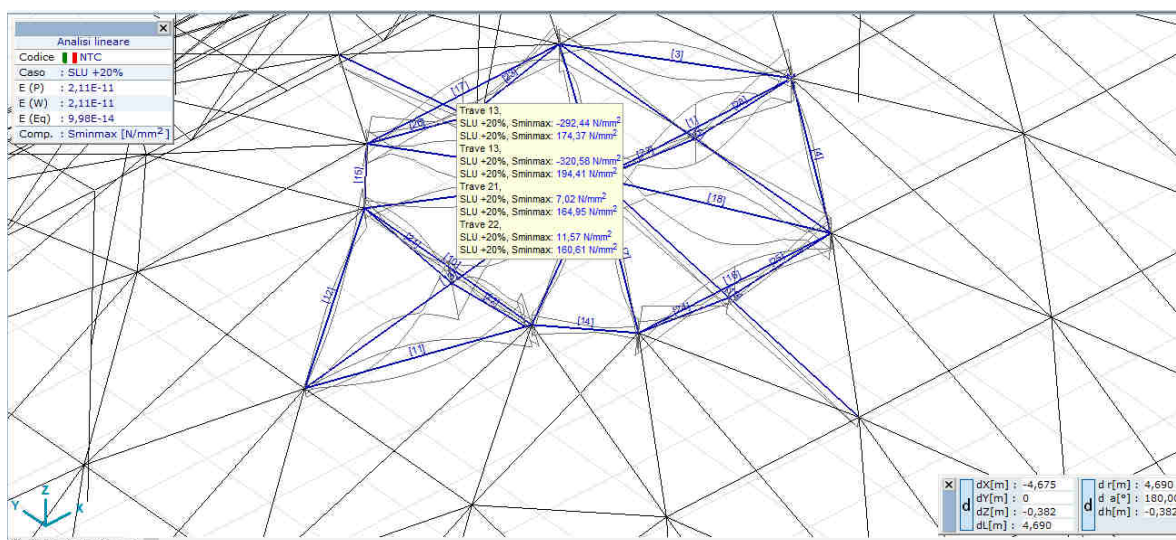 Analisi lineare
Codice NTC
Caso : SLU +20%
E (P) : 2,11E-11
E (W) : 2,11E-11
E (Eq) : 9,98E-14
Comp. : Sminmax [N/mm2]
[3]
[17]
[4]
[15]
[18]
[12]
[11]
[14]
Trave 13,
SLU +20%, Sminmax: -292,44 N/mm2
SLU +20%, Sminmax: 174,37 N/mm2
Trave 13,
SLU +20%, Sminmax: -320,56 N/mm2
SLU +20%, Sminmax: 194,41 N/mm2
Trave 21,
SLU +20%, Sminmax: 7,02 N/mm2
SLU +20%, Sminmax: 164,95 N/mm2
Trave 22,
SLU +20%, Sminmax: 11,57 N/mm2
SLU +20%, Sminmax: 160,61 N/mm2
Z
Y
X
d
dX[m] : -4,675
dY[m] : 0
dZ[m] : -0,382
dL[m] : 4,690
d
d r[m] : 4,690
d a[°] : 180,00
dh[m] : -0,382